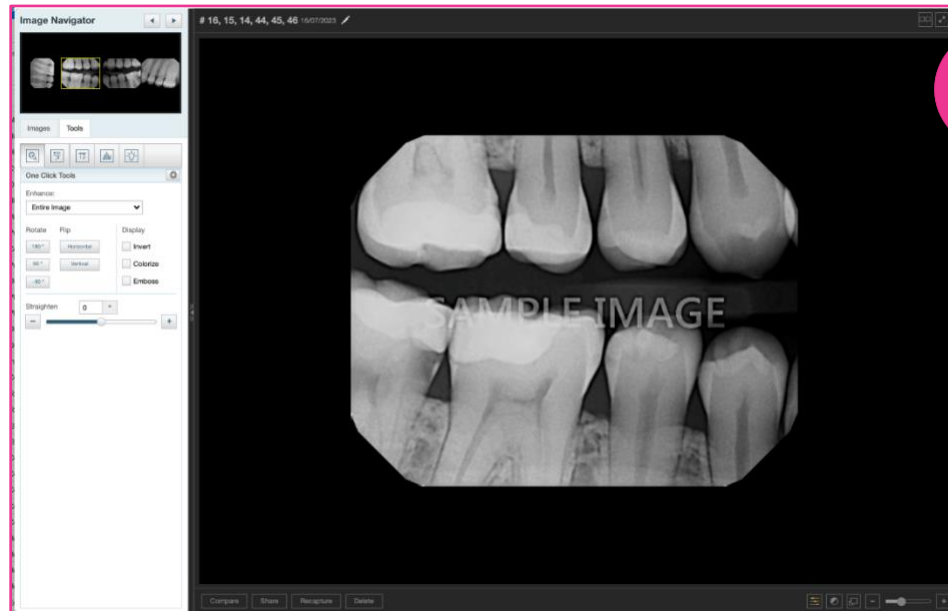 Image Navigator
# 16, 15, 14, 44, 45, 46 16/07/2023
Images Tools
One Click Tools
Enhance:
Entire Image
Rotate Flip Display
180 ° Horizontal Invert
90 ° Vertical Colorize
-90 ° Emboss
Straighten 0 °
SAMPLE IMAGE
Compare Share Recapture Delete